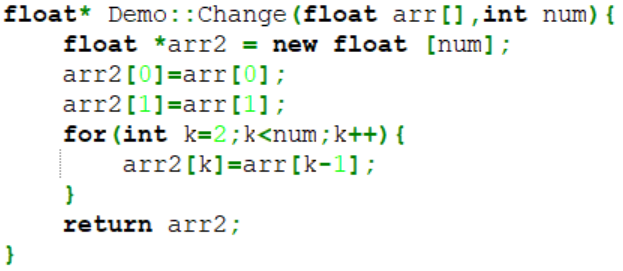 float* Demo::Change(float arr[],int num){
    float *arr2 = new float [num];
    arr2[0]=arr[0];
    arr2[1]=arr[1];
    for(int k=2;k<num;k++){
        arr2[k]=arr[k-1];
    }
    return arr2;
}